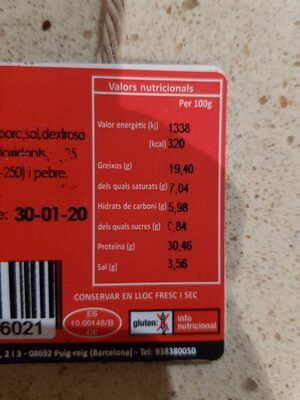 Valors nutricionals
Per 100g
Valor energètic (kj) 1338
(kcal) 320
Greixos (g) 19,40
dels quals saturats (g) 7,04
Hidrats de carboni (g) 5,98
dels quals sucres (g) 0,84
Proteïna (g) 30,46
Sal (g) 3,56
porc,sal,dextrosa
-250) i pebre.
e: 30-01-20
CONSERVAR EN LLOC FRESC I SEC
6021
ES
10.00148/B
CE
gluten:
info
nutricional
, 2 i 3 - 08692 Puig-reig (Barcelona) - Tel: 938380050